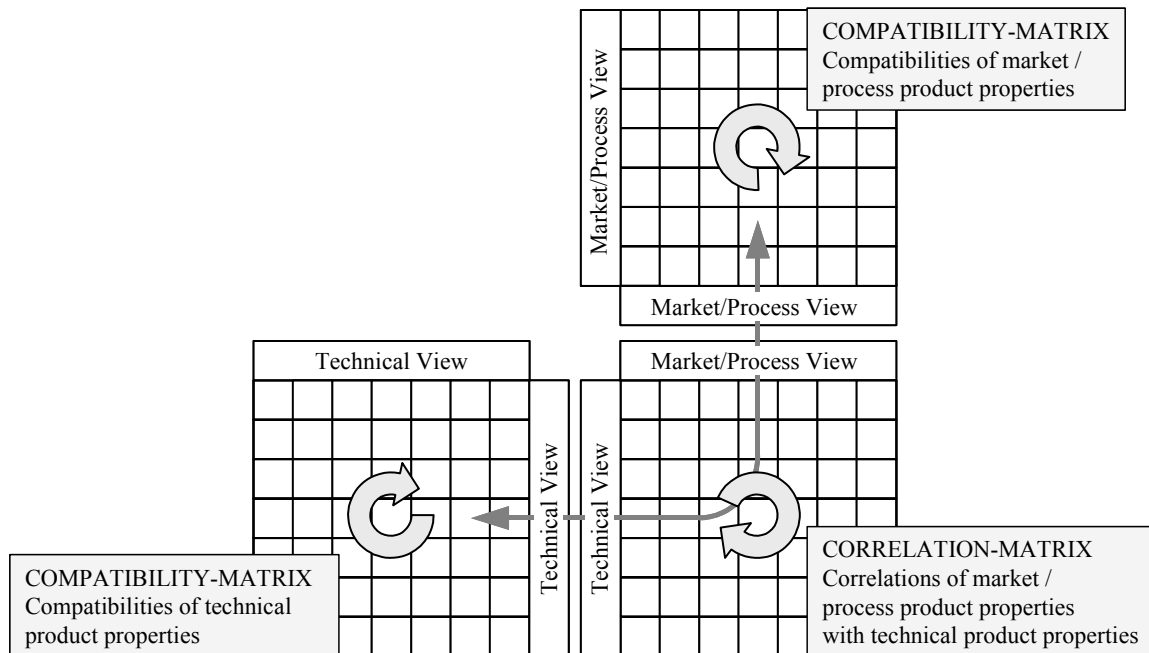 COMPATIBILITY-MATRIX
Compatibilities of market /
process product properties
Market/Process View
Market/Process View
Technical View
Market/Process View
Technical View
Technical View
COMPATIBILITY-MATRIX
Compatibilities of technical
product properties
CORRELATION-MATRIX
Correlations of market /
process product properties
with technical product properties